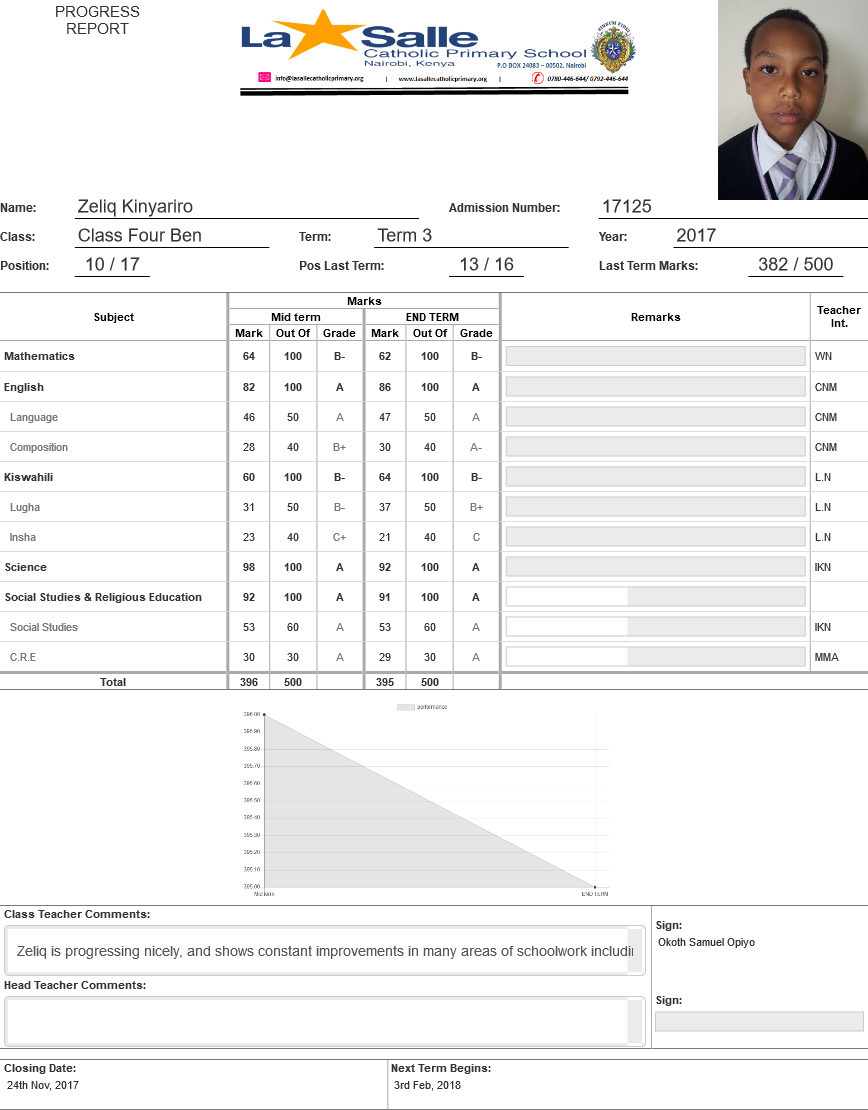 PROGRESS
REPORT
La Salle
Catholic Primary School
Nairobi, Kenya
P.O BOX 24083 – 00502, Nairobi
info@lasallecatholicprimary.org | www.lasallecatholicprimary.org | 0780-446-644/ 0792-446-644
Name: Zeliq Kinyariro Admission Number: 17125
Class: Class Four Ben Term: Term 3 Year: 2017
Position: 10 / 17 Pos Last Term: 13 / 16 Last Term Marks: 382 / 500
Subject Marks Remarks Teacher Int.
Mid term END TERM
Mark Out Of Grade Mark Out Of Grade
Mathematics 64 100 B- 62 100 B- WN
English 82 100 A 86 100 A CNM
Language 46 50 A 47 50 A CNM
Composition 28 40 B+ 30 40 A- CNM
Kiswahili 60 100 B- 64 100 B- L.N
Lugha 31 50 B- 37 50 B+ L.N
Insha 23 40 C+ 21 40 C L.N
Science 98 100 A 92 100 A IKN
Social Studies & Religious Education 92 100 A 91 100 A
Social Studies 53 60 A 53 60 A IKN
C.R.E 30 30 A 29 30 A MMA
Total 396 500 395 500
performance
396.00
395.90
395.80
395.70
395.60
395.50
395.40
395.30
395.20
395.10
395.00
Mid term END TERM
Class Teacher Comments:
Zeliq is progressing nicely, and shows constant improvements in many areas of schoolwork includi
Sign:
Okoth Samuel Opiyo
Head Teacher Comments:
Sign:
Closing Date: Next Term Begins:
24th Nov, 2017 3rd Feb, 2018